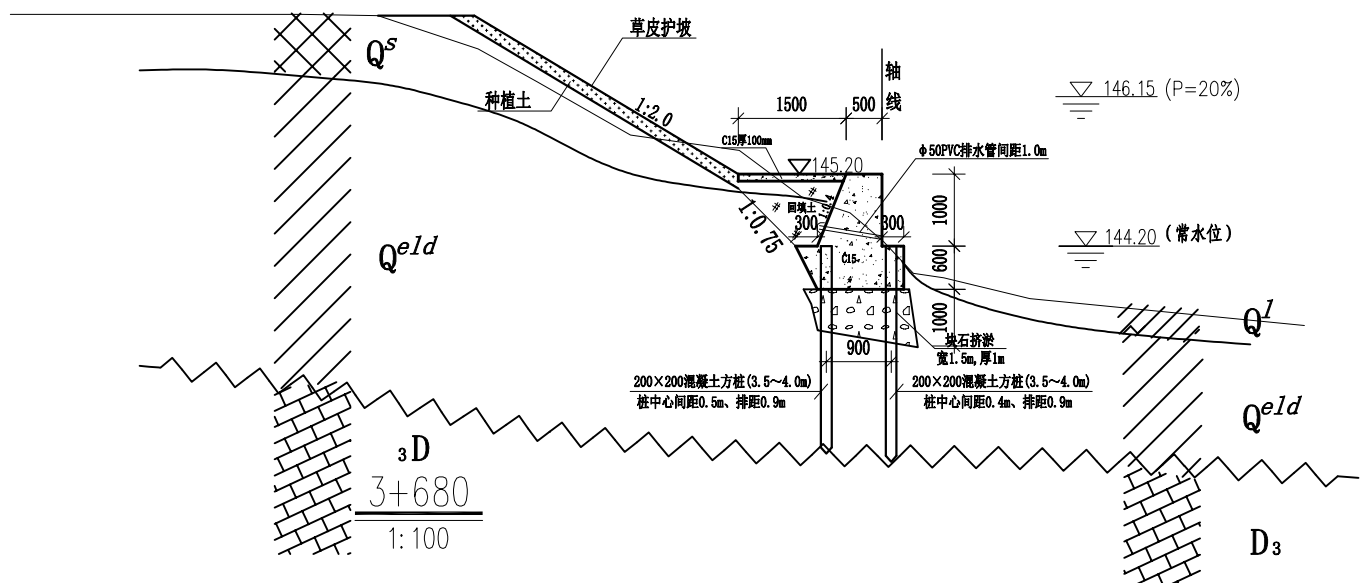 Q^s
草皮护坡
种植土
1:2.0
1500
500
轴线
146.15 (P=20%)
C15厚100mm
145.20
φ50PVC排水管间距1.0m
1:0.75
回填土
1:0.4
300
300
1000
144.20 (常水位)
Q^eld
C15
600
1000
块石挤淤
宽1.5m,厚1m
900
Q^l
200×200混凝土方桩(3.5~4.0m)
桩中心间距0.5m、排距0.9m
200×200混凝土方桩(3.5~4.0m)
桩中心间距0.4m、排距0.9m
Q^eld
₃D
3+680
1:100
D₃